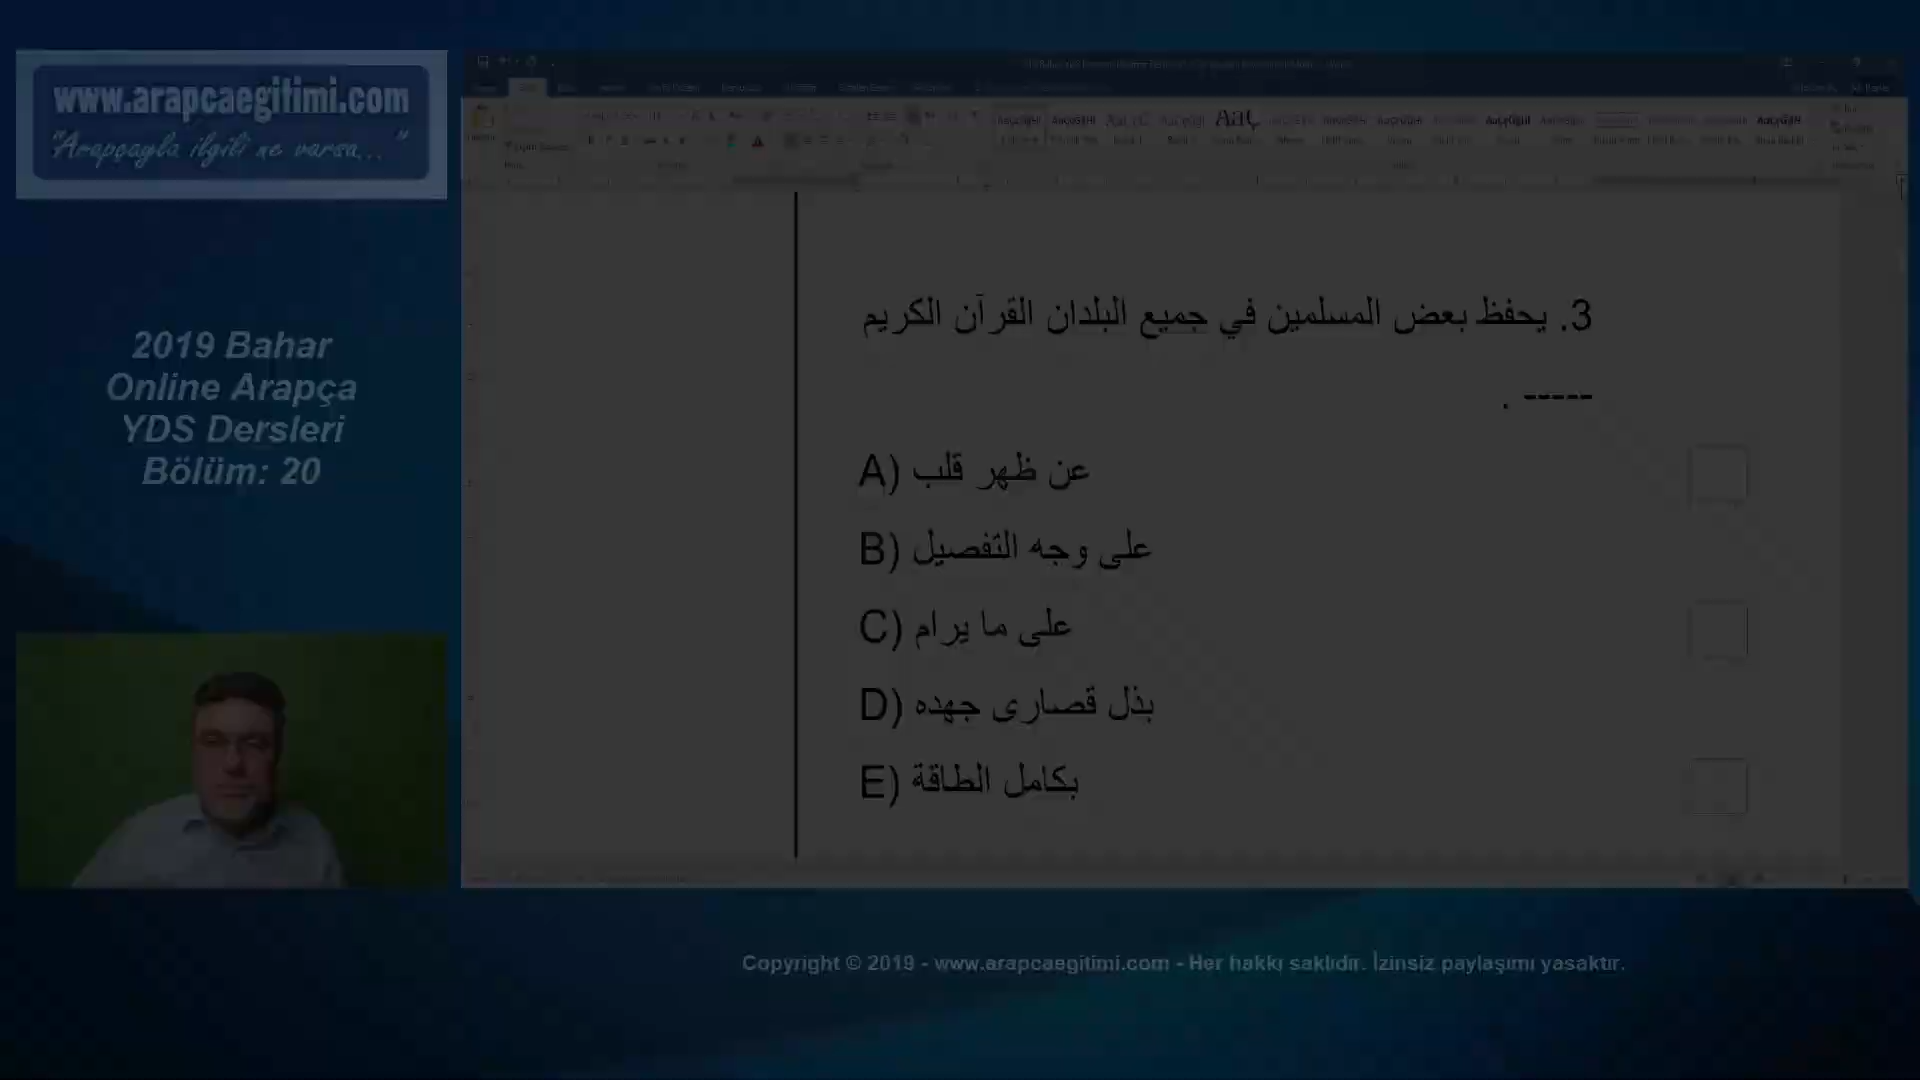 www.arapcaegitimi.com
"Arapçayla ilgili ne varsa..."
2019 Bahar
Online Arapça
YDS Dersleri
Bölüm: 20
3. يحفظ بعض المسلمين في جميع البلدان القرآن الكريم
----- .
A) عن ظهر قلب
B) على وجه التفصيل
C) على ما يرام
D) بذل قصارى جهده
E) بكامل الطاقة
Copyright © 2019 - www.arapcaegitimi.com - Her hakkı saklıdır. İzinsiz paylaşımı yasaktır.